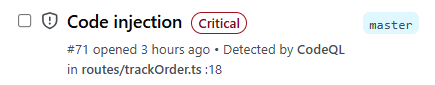 Code injection Critical master
#71 opened 3 hours ago • Detected by CodeQL
in routes/trackOrder.ts :18